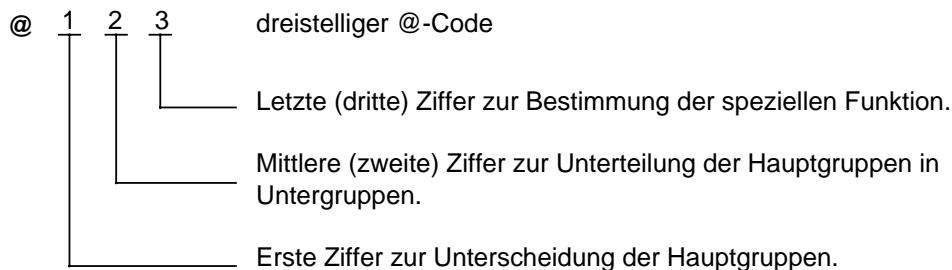 @ 1 2 3 dreistelliger @-Code
Letzte (dritte) Ziffer zur Bestimmung der speziellen Funktion.
Mittlere (zweite) Ziffer zur Unterteilung der Hauptgruppen in
Untergruppen.
Erste Ziffer zur Unterscheidung der Hauptgruppen.